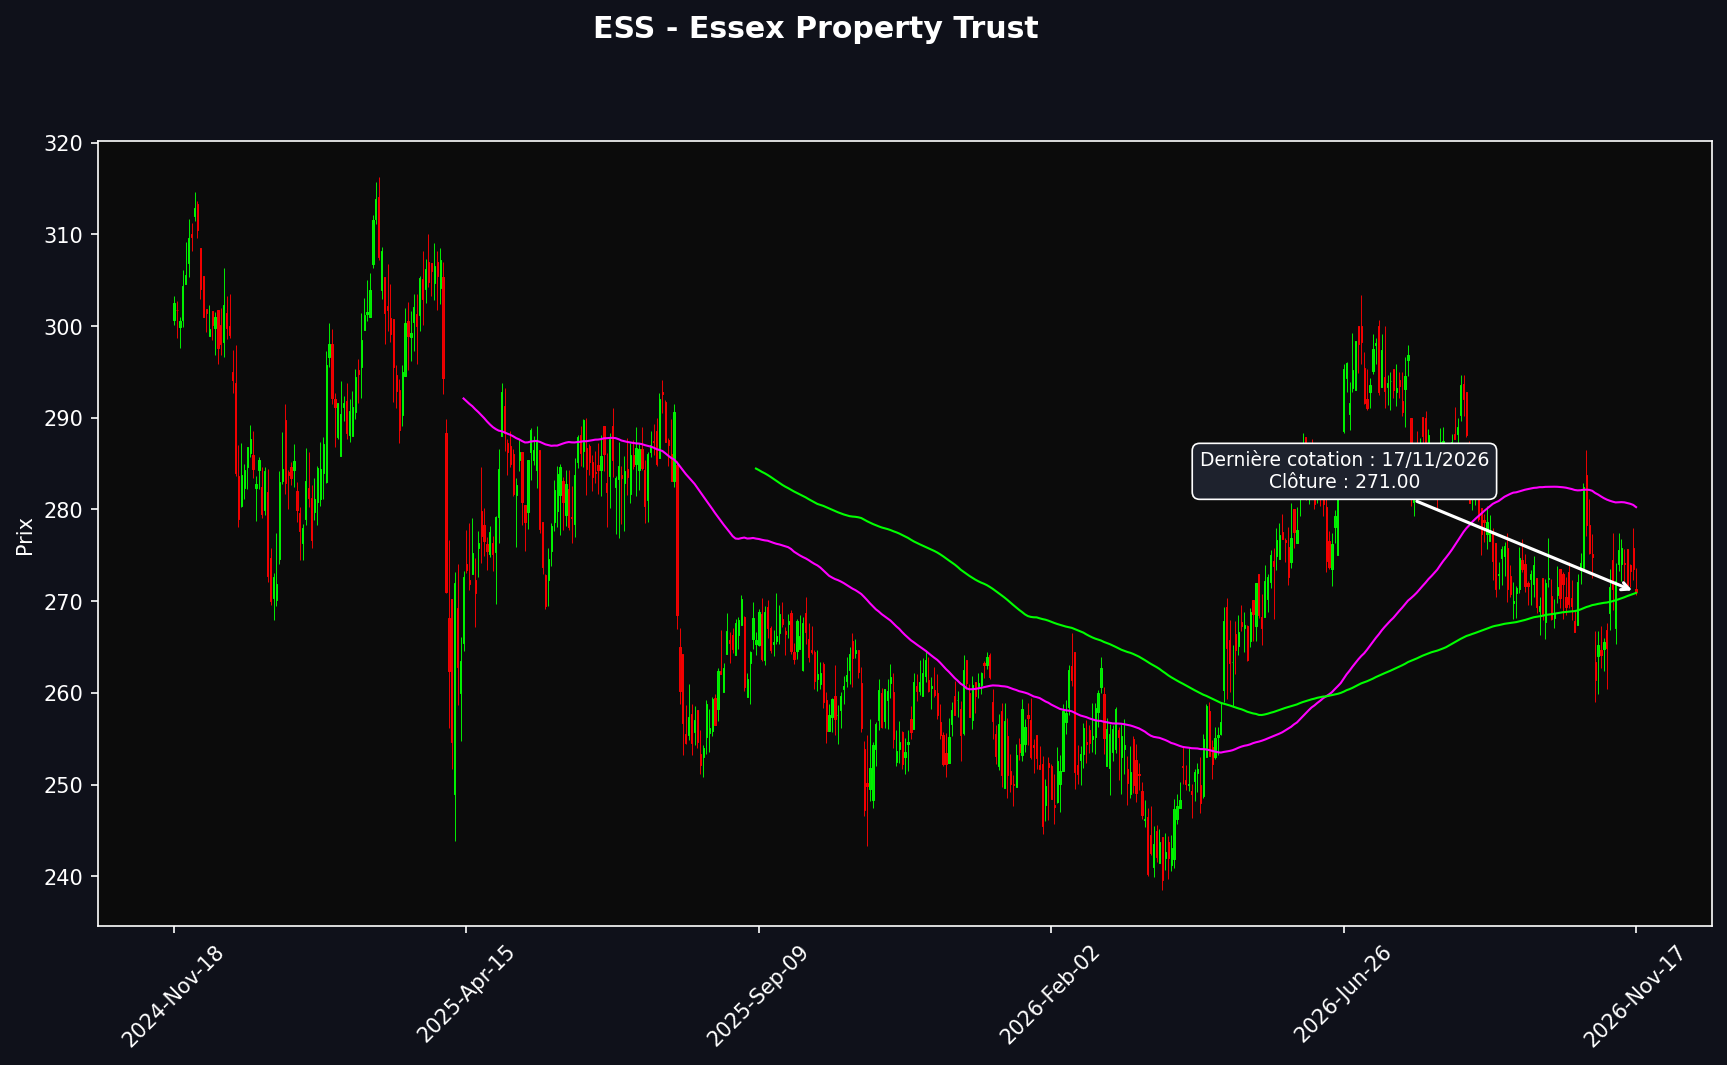 ESS - Essex Property Trust
Prix
320
310
300
290
280
270
260
250
240
Dernière cotation : 17/11/2026
Clôture : 271.00
2024-Nov-18
2025-Apr-15
2025-Sep-09
2026-Feb-02
2026-Jun-26
2026-Nov-17